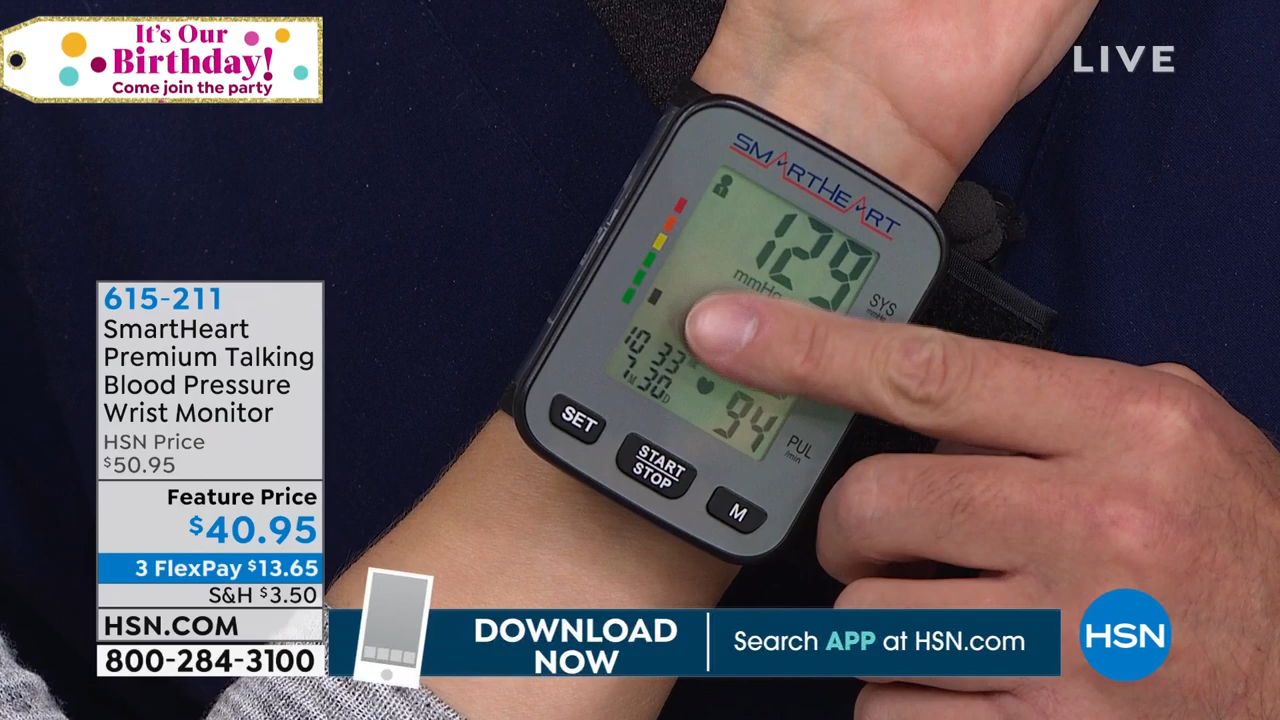 It's Our
Birthday!
Come join the party
LIVE
615-211
SmartHeart
Premium Talking
Blood Pressure
Wrist Monitor
HSN Price
$50.95
Feature Price
$40.95
3 FlexPay $13.65
S&H $3.50
HSN.COM
800-284-3100
SMARTHEART
129
mmHg
SYS
10 33
7 30
M D
94
PUL
/min
SET
START
STOP
M
DOWNLOAD
NOW
Search APP at HSN.com
HSN